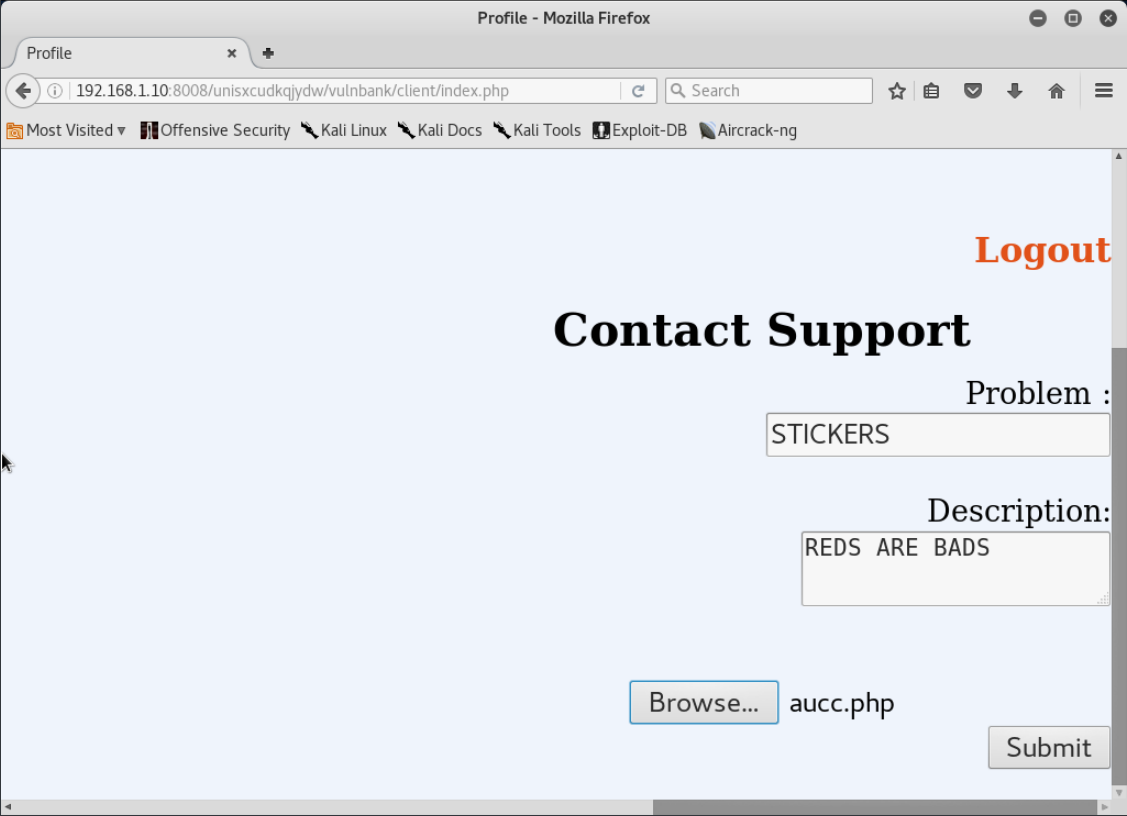 Profile - Mozilla Firefox
Profile
192.168.1.10:8008/unisxcudkqjydw/vulnbank/client/index.php
Search
Most Visited
Offensive Security
Kali Linux
Kali Docs
Kali Tools
Exploit-DB
Aircrack-ng
Logout
Contact Support
Problem :
STICKERS
Description:
REDS ARE BADS
Browse... aucc.php
Submit